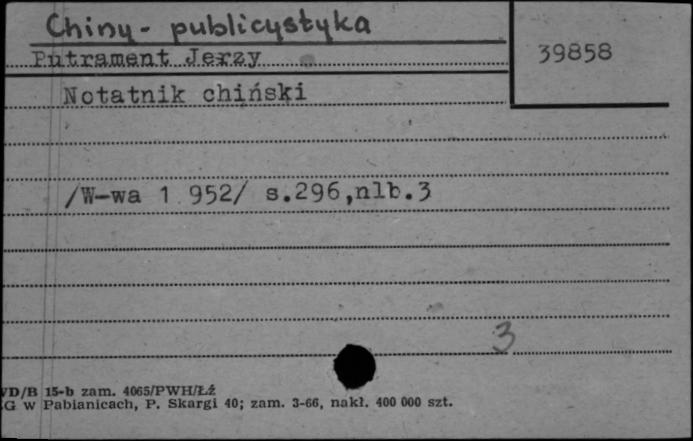 Chiny - publicystyka
39858
Putrament Jerzy
Notatnik chiński
/W-wa 1 952/ s.296,nlb.3
3
VD/B 15-b zam. 4065/PWH/Łź
.G w Pabianicach, P. Skargi 40; zam. 3-66, nakł. 400 000 szt.